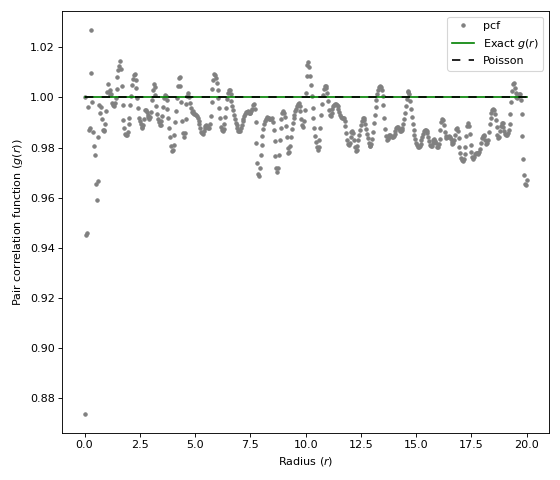 pcf
Exact g(r)
Poisson
Pair correlation function (g(r))
1.02
1.00
0.98
0.96
0.94
0.92
0.90
0.88
0.0 2.5 5.0 7.5 10.0 12.5 15.0 17.5 20.0
Radius (r)